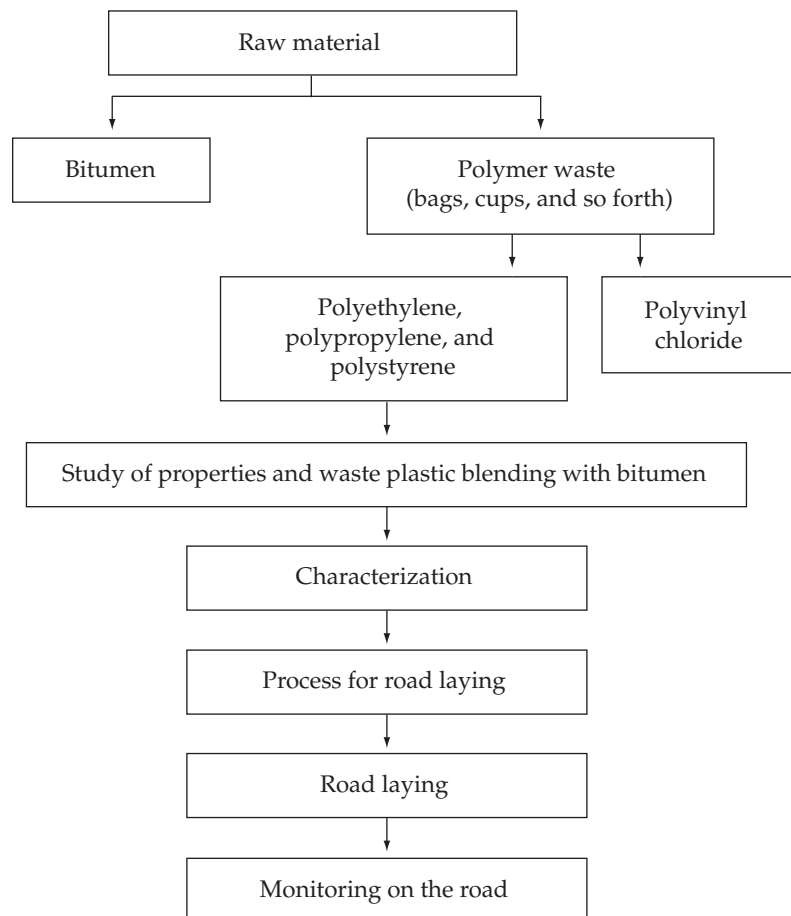 Raw material
Bitumen
Polymer waste
(bags, cups, and so forth)
Polyethylene,
polypropylene, and
polystyrene
Polyvinyl
chloride
Study of properties and waste plastic blending with bitumen
Characterization
Process for road laying
Road laying
Monitoring on the road